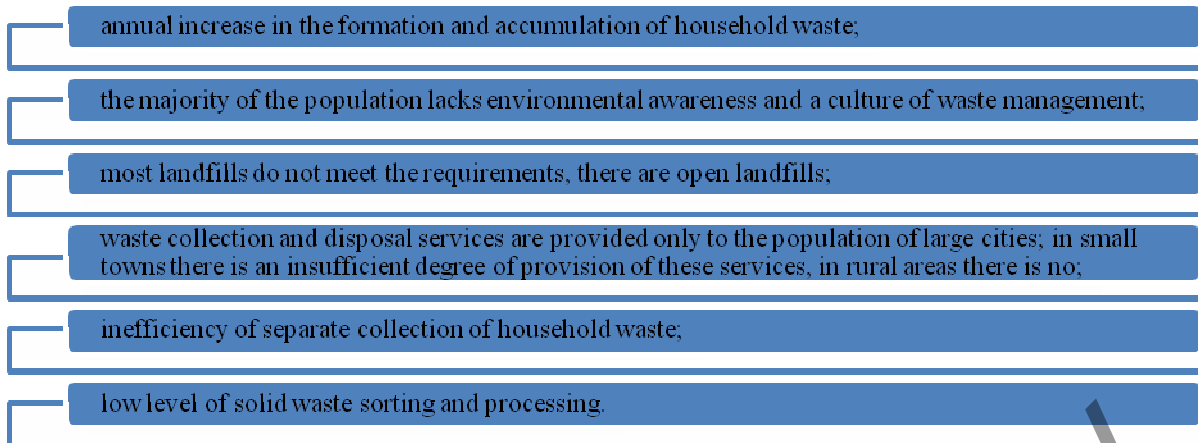 annual increase in the formation and accumulation of household waste;
the majority of the population lacks environmental awareness and a culture of waste management;
most landfills do not meet the requirements, there are open landfills;
waste collection and disposal services are provided only to the population of large cities; in small
towns there is an insufficient degree of provision of these services, in rural areas there is no;
inefficiency of separate collection of household waste;
low level of solid waste sorting and processing.